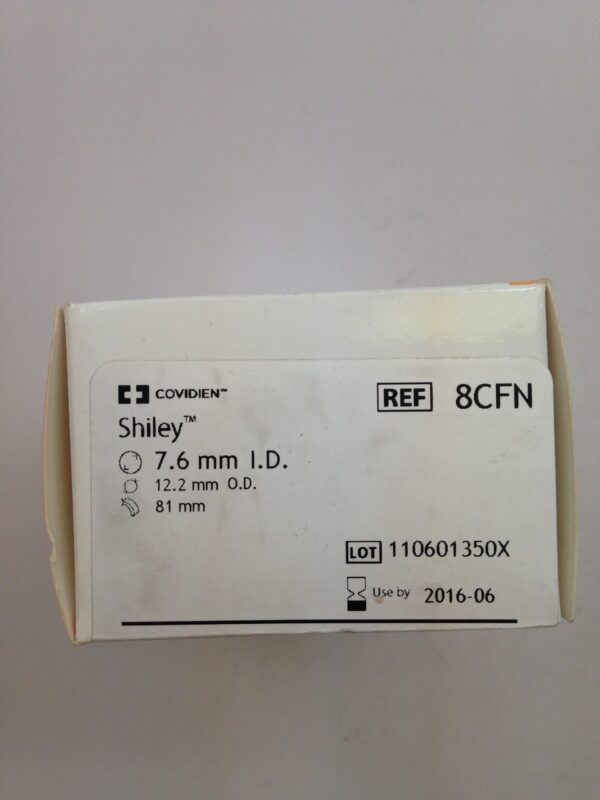 COVIDIEN™
REF 8CFN
Shiley™
7.6 mm I.D.
12.2 mm O.D.
81 mm
LOT 110601350X
Use by 2016-06